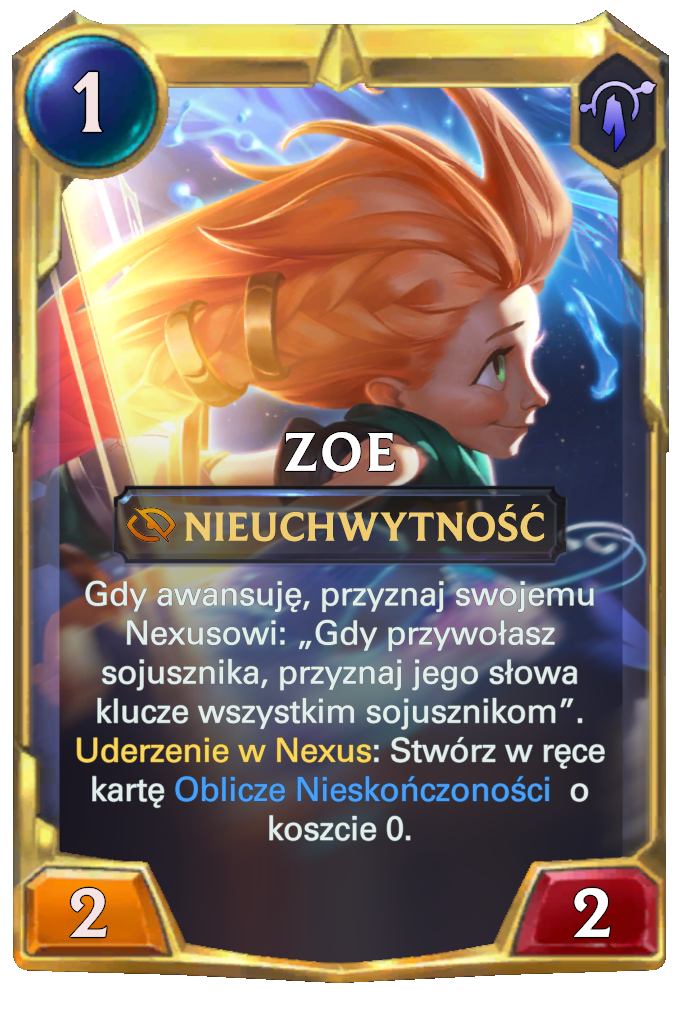 1
ZOE
NIEUCHWYTNOŚĆ
Gdy awansuję, przyznaj swojemu
Nexusowi: „Gdy przywołasz
sojusznika, przyznaj jego słowa
klucze wszystkim sojusznikom”.
Uderzenie w Nexus: Stwórz w ręce
kartę Oblicze Nieskończoności o
koszcie 0.
2 2